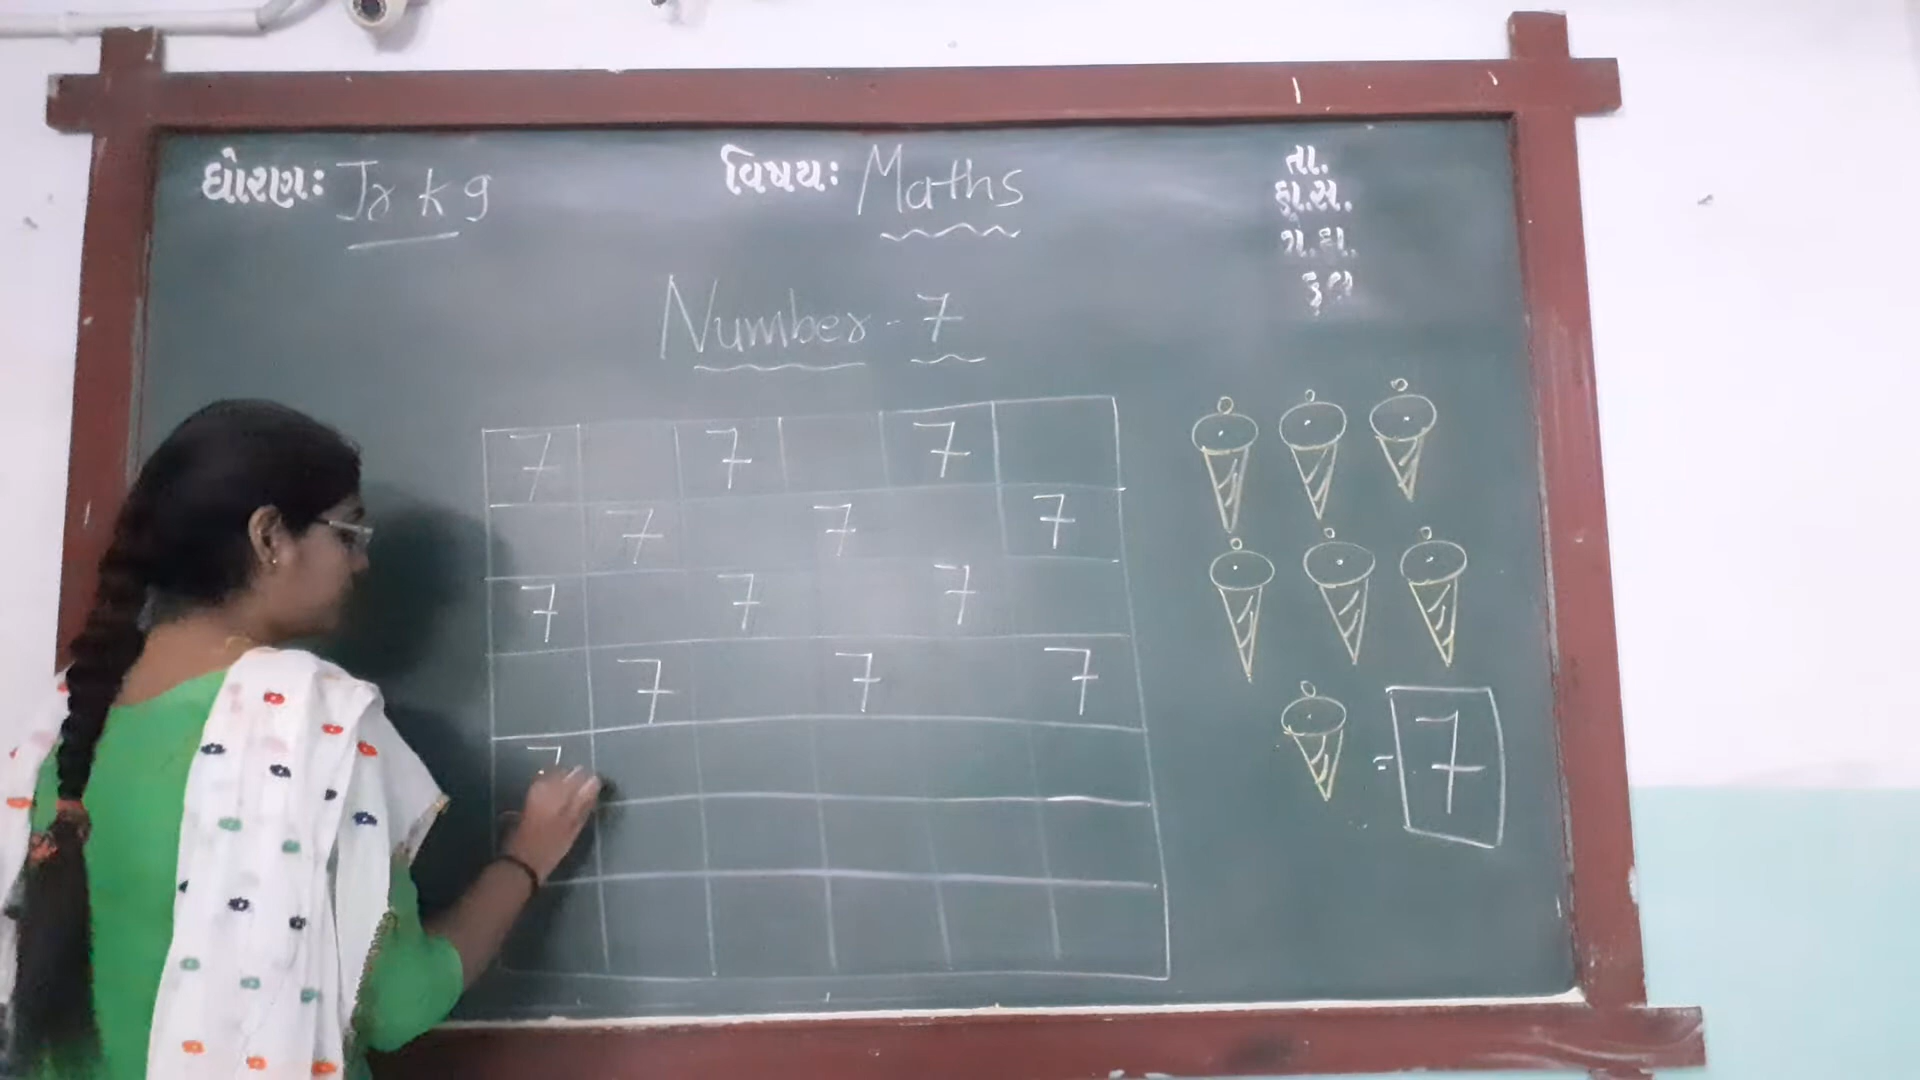 ધોરણ: Jr kg
વિષય: Maths
તા.
ફા.સ.
ગે.હા.
કુલ
Number - 7
7 7 7
7 7 7
7 7 7
7 7 7
7
= 7